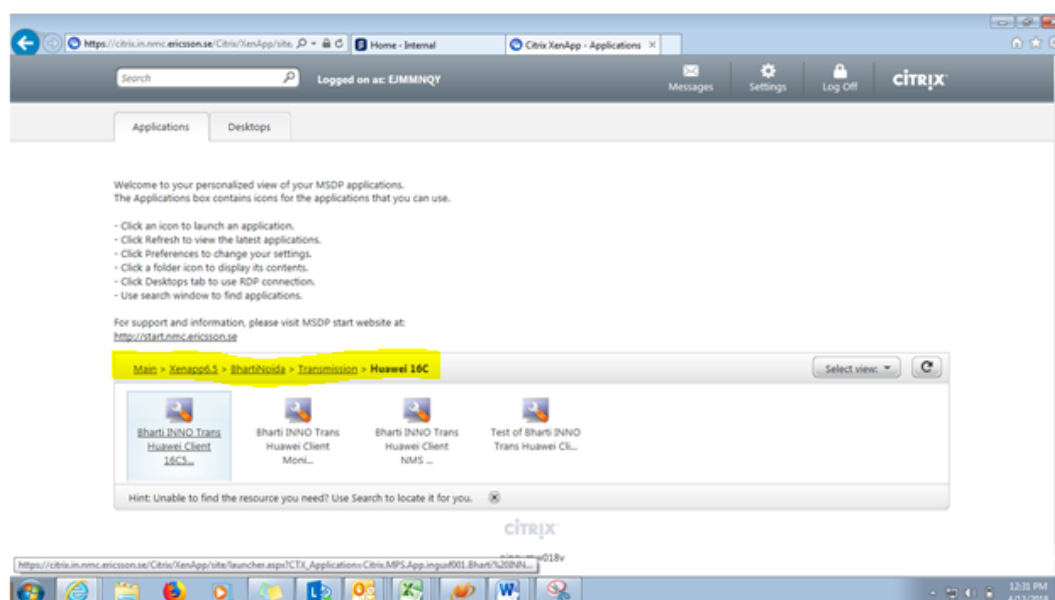 https://citrix.in.nmc.ericsson.se/Citrix/XenApp/site
Home - Internal
Citrix XenApp - Applications
Search
Logged on as: EJMMNQY
Messages
Settings
Log Off
CITRIX
Applications
Desktops
Welcome to your personalized view of your MSDP applications.
The Applications box contains icons for the applications that you can use.
- Click an icon to launch an application.
- Click Refresh to view the latest applications.
- Click Preferences to change your settings.
- Click a folder icon to display its contents.
- Click Desktops tab to use RDP connection.
- Use search window to find applications.
For support and information, please visit MSDP start website at:
http://start.nmc.ericsson.se
Main > Xenapp6.5 > BhartiNoida > Transmission > Huawei 16C
Select view:
Bharti INNO Trans
Huawei Client
16C5...
Bharti INNO Trans
Huawei Client
Moni...
Bharti INNO Trans
Huawei Client
NMS ...
Test of Bharti INNO
Trans Huawei Cli...
Hint: Unable to find the resource you need? Use Search to locate it for you.
CITRIX
https://citrix.in.nmc.ericsson.se/Citrix/XenApp/site/launcher.aspx?CTX_Application=Citrix.MPS.App.ingusf001.Bharti%20INN...
12:31 PM
4/13/2018